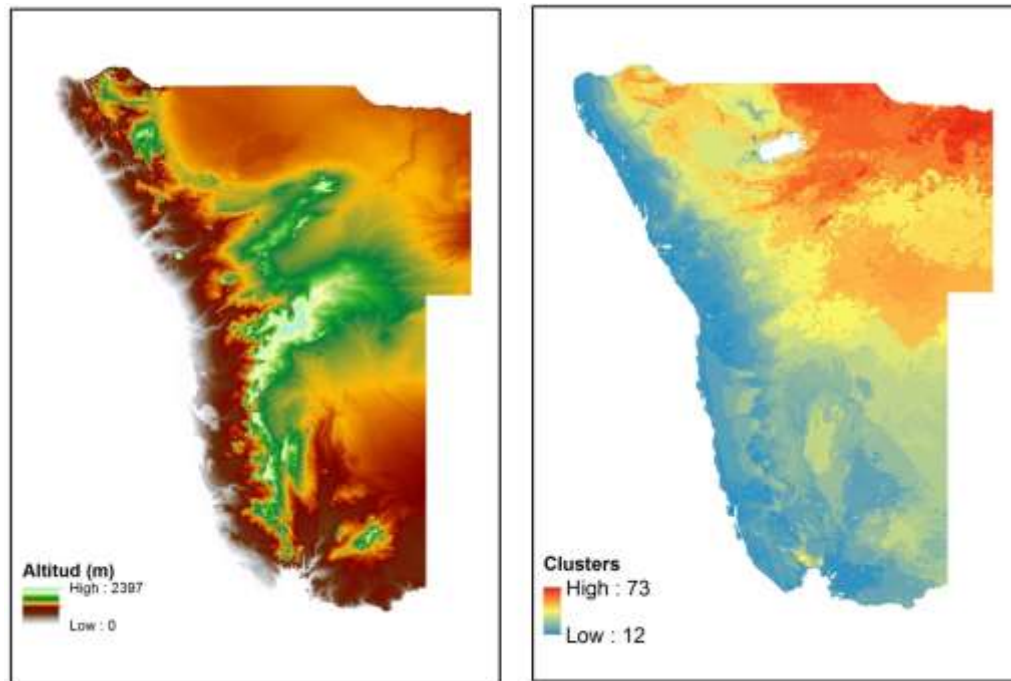 Altitud (m)
High : 2397
Low : 0
Clusters
High : 73
Low : 12